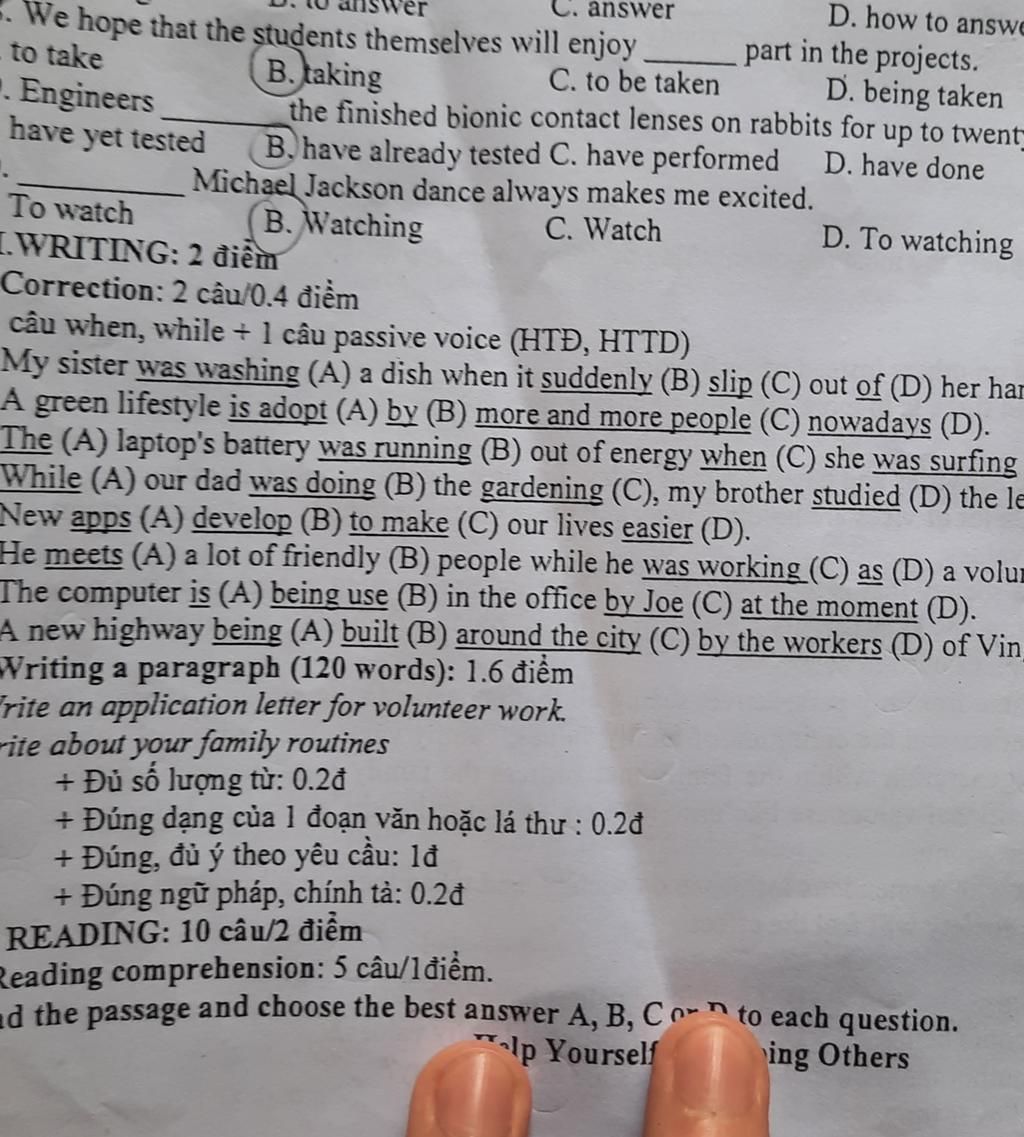 answer C. answer D. how to
. We hope that the students themselves will enjoy ______ part in the projects.
to take B. taking C. to be taken D. being taken
. Engineers ________ the finished bionic contact lenses on rabbits for up to
have yet tested B. have already tested C. have performed D. have done
. __________ Michael Jackson dance always makes me excited.
To watch B. Watching C. Watch D. To watching
I. WRITING: 2 điểm
Correction: 2 câu/0.4 điểm
câu when, while + 1 câu passive voice (HTĐ, HTTD)
My sister was washing (A) a dish when it suddenly (B) slip (C) out of (D) her
A green lifestyle is adopt (A) by (B) more and more people (C) nowadays (D).
The (A) laptop's battery was running (B) out of energy when (C) she was surfing
While (A) our dad was doing (B) the gardening (C), my brother studied (D) the
New apps (A) develop (B) to make (C) our lives easier (D).
He meets (A) a lot of friendly (B) people while he was working (C) as (D) a
The computer is (A) being use (B) in the office by Joe (C) at the moment (D).
A new highway being (A) built (B) around the city (C) by the workers (D) of
Writing a paragraph (120 words): 1.6 điểm
an application letter for volunteer work.
about your family routines
+ Đủ số lượng từ: 0.2đ
+ Đúng dạng của 1 đoạn văn hoặc lá thư : 0.2đ
+ Đúng, đủ ý theo yêu cầu: 1đ
+ Đúng ngữ pháp, chính tả: 0.2đ
READING: 10 câu/2 điểm
Reading comprehension: 5 câu/1điểm.
the passage and choose the best answer A, B, C or D to each question.
Help Yourself Others